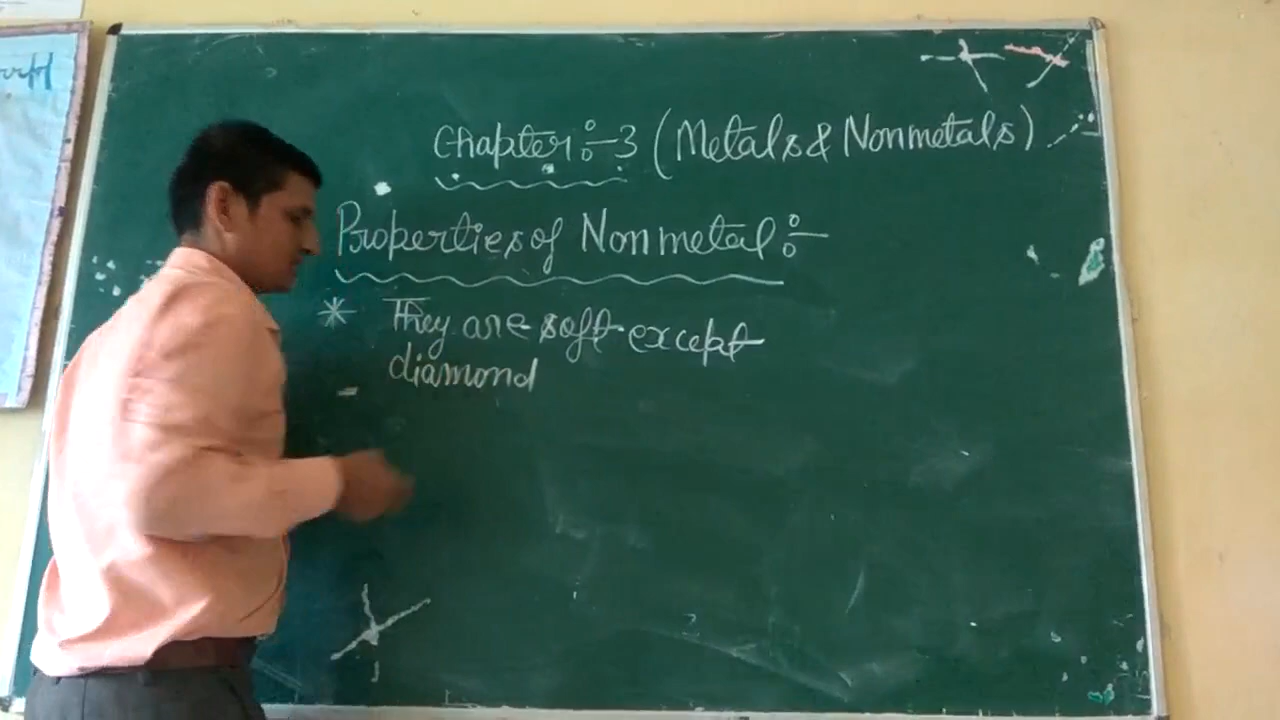 Chapter :- 3 (Metals & Nonmetals)
Properties of Nonmetal :-
* They are soft except
diamond